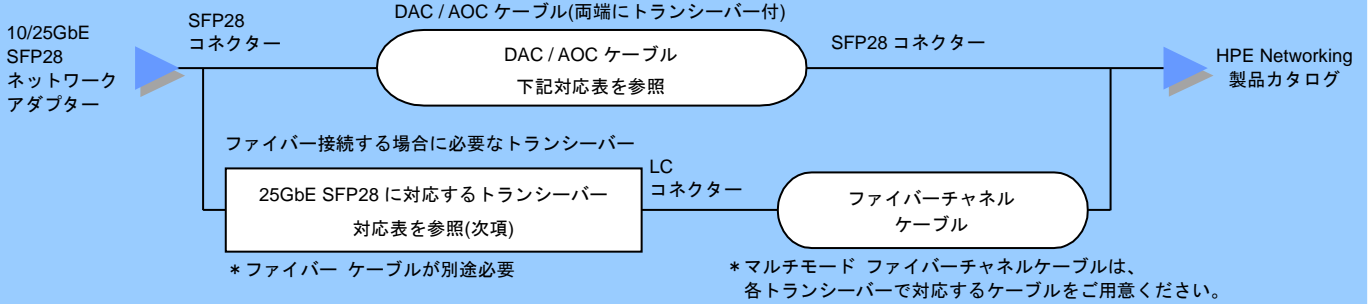 10/25GbE
SFP28
ネットワーク
アダプター
SFP28
コネクター
DAC / AOC ケーブル(両端にトランシーバー付)
DAC / AOC ケーブル
下記対応表を参照
SFP28 コネクター
HPE Networking
製品カタログ
ファイバー接続する場合に必要なトランシーバー
25GbE SFP28 に対応するトランシーバー
対応表を参照(次項)
LC
コネクター
ファイバーチャネル
ケーブル
*ファイバー ケーブルが別途必要
*マルチモード ファイバーチャネルケーブルは、
各トランシーバーで対応するケーブルをご用意ください。